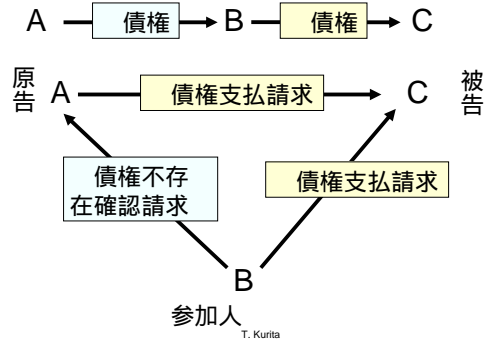 A 債権 B 債権 C
原告 A 債権支払請求 C 被告
債権不存
在確認請求
債権支払請求
B
参加人
T. Kurita